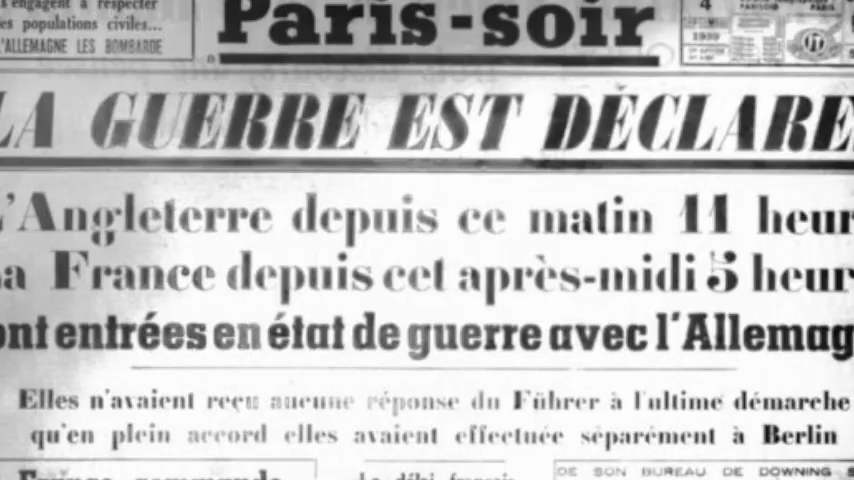 s'engagent à respecter
es populations civiles...
L'ALLEMAGNE LES BOMBARDE
Paris-soir
4
1939
LA GUERRE EST DÉCLARÉE
L'Angleterre depuis ce matin 11 heur
La France depuis cet après-midi 5 heur
ont entrées en état de guerre avec l'Allemag
Elles n'avaient reçu aucune réponse du Führer à l'ultime démarche
qu'en plein accord elles avaient effectuée séparément à Berlin
DE SON BUREAU DE DOWNING S